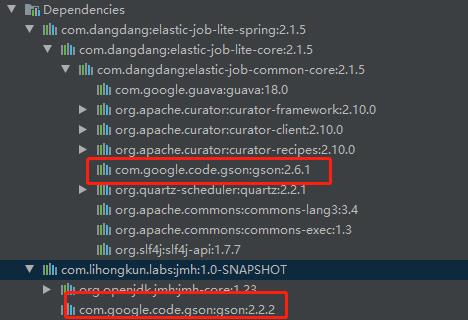 Dependencies
com.dangdang:elastic-job-lite-spring:2.1.5
com.dangdang:elastic-job-lite-core:2.1.5
com.dangdang:elastic-job-common-core:2.1.5
com.google.guava:guava:18.0
org.apache.curator:curator-framework:2.10.0
org.apache.curator:curator-client:2.10.0
org.apache.curator:curator-recipes:2.10.0
com.google.code.gson:gson:2.6.1
org.quartz-scheduler:quartz:2.2.1
org.apache.commons:commons-lang3:3.4
org.apache.commons:commons-exec:1.3
org.slf4j:slf4j-api:1.7.7
com.lihongkun.labs:jmh:1.0-SNAPSHOT
org.openjdk.jmh:jmh-core:1.23
com.google.code.gson:gson:2.2.2